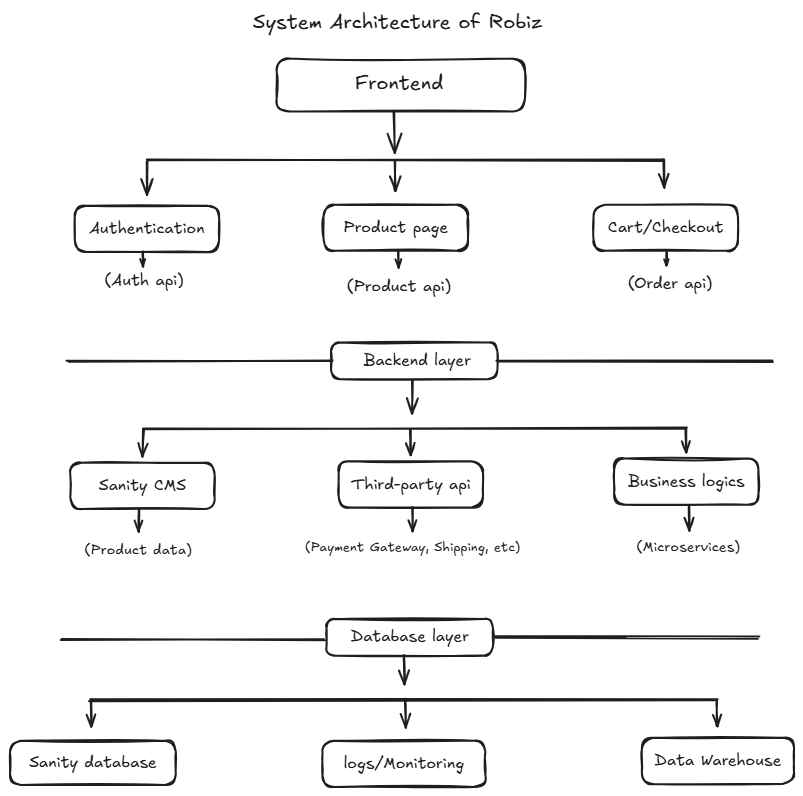 System Architecture of Robiz
Frontend
Authentication
Product page
Cart/Checkout
(Auth api)
(Product api)
(Order api)
Backend layer
Sanity CMS
Third-party api
Business logics
(Product data)
(Payment Gateway, Shipping, etc)
(Microservices)
Database layer
Sanity database
logs/Monitoring
Data Warehouse